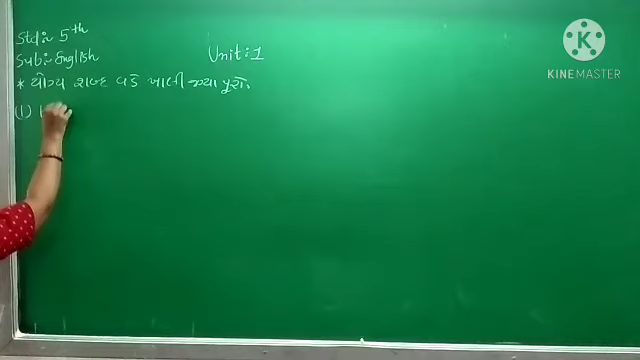 Std:- 5th
Sub:- English
Unit:1
* યોગ્ય શબ્દ વડે ખાલી જગ્યા પૂરો.
(1)
KINEMASTER